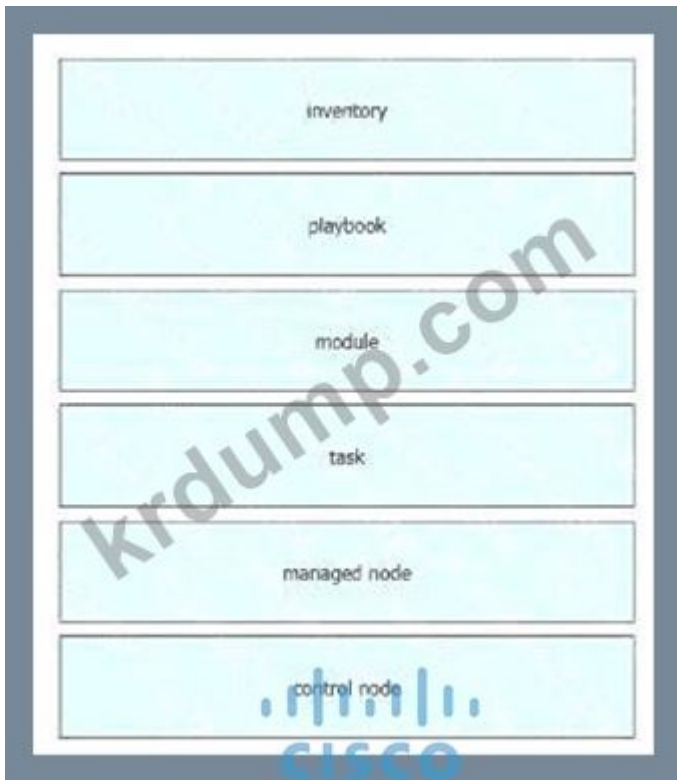 inventory
playbook
module
task
managed node
control node
krdump.com
CISCO